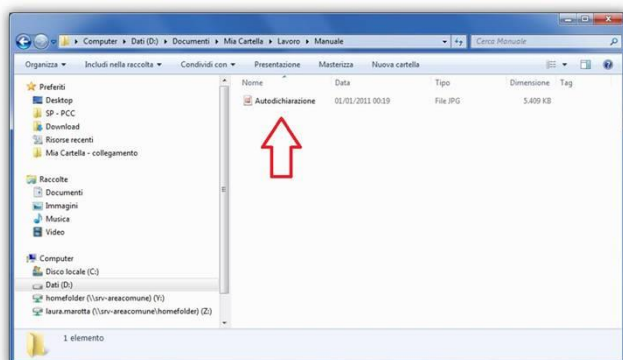 Computer ▸ Dati (D:) ▸ Documenti ▸ Mia Cartella ▸ Lavoro ▸ Manuale
Cerca Manuale
Organizza ▾ Includi nella raccolta ▾ Condividi con ▾ Presentazione Masterizza Nuova cartella
Nome Data Tipo Dimensione Tag
Autodichiarazione 01/01/2011 00:19 File JPG 5.409 KB
Preferiti
Desktop
SP - PCC
Download
Risorse recenti
Mia Cartella - collegamento
Raccolte
Documenti
Immagini
Musica
Video
Computer
Disco locale (C:)
Dati (D:)
homefolder (\\srv-areacomune) (Y:)
laura.marotta (\\srv-areacomune\homefolder) (Z:)
1 elemento